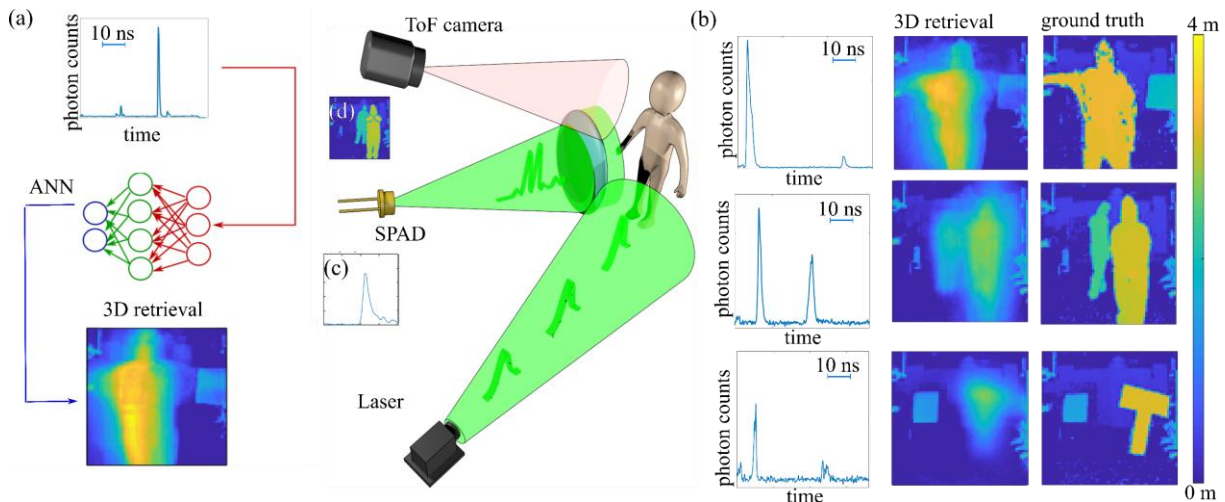 (a)
10 ns
photon counts
time
ANN
3D retrieval
ToF camera
(d)
SPAD
(c)
Laser
(b)
3D retrieval
ground truth
4 m
10 ns
photon counts
time
10 ns
photon counts
time
10 ns
photon counts
time
0 m